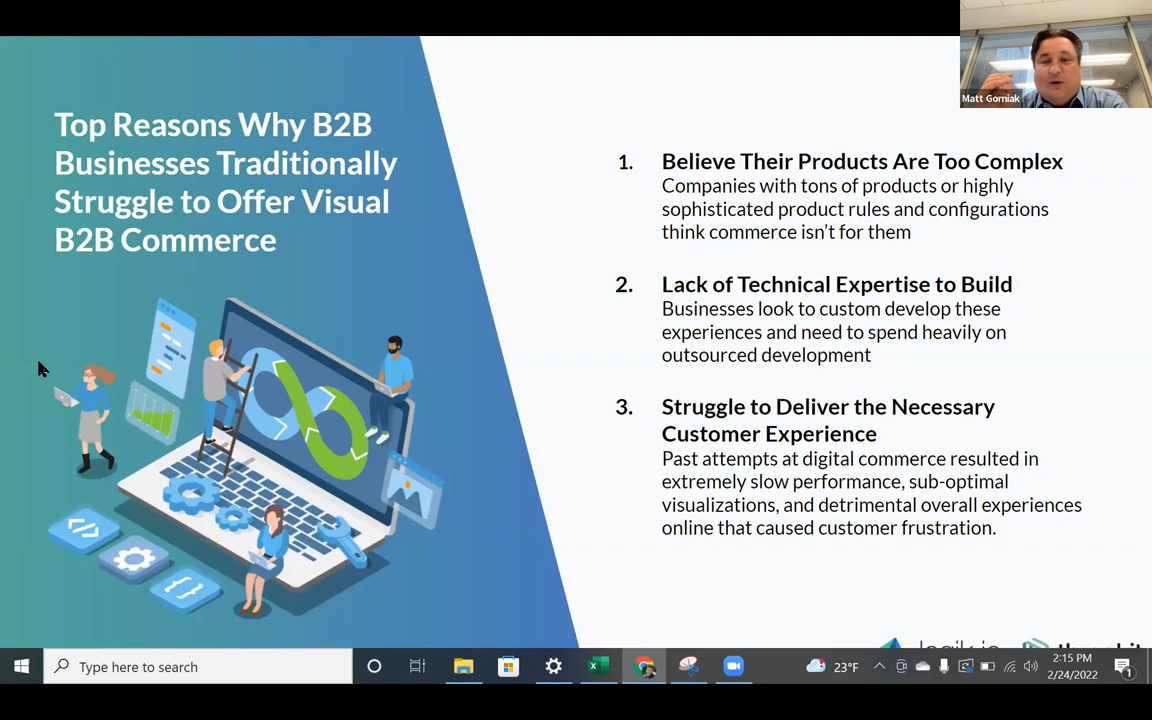 Matt Gorniak
Top Reasons Why B2B
Businesses Traditionally
Struggle to Offer Visual
B2B Commerce
1. Believe Their Products Are Too Complex
Companies with tons of products or highly
sophisticated product rules and configurations
think commerce isn't for them
2. Lack of Technical Expertise to Build
Businesses look to custom develop these
experiences and need to spend heavily on
outsourced development
3. Struggle to Deliver the Necessary
Customer Experience
Past attempts at digital commerce resulted in
extremely slow performance, sub-optimal
visualizations, and detrimental overall experiences
online that caused customer frustration.
Type here to search
23°F
2:15 PM
2/24/2022
1